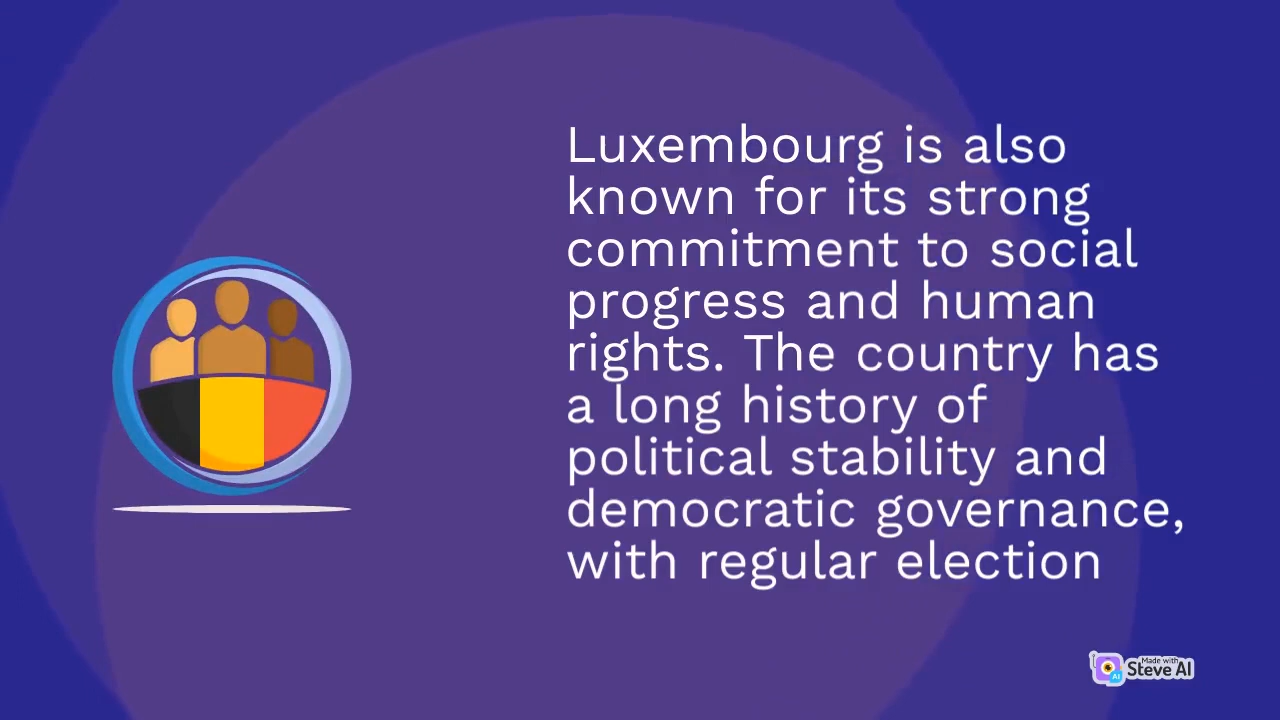 Luxembourg is also
known for its strong
commitment to social
progress and human
rights. The country has
a long history of
political stability and
democratic governance,
with regular election
Made with
Steve AI
AI